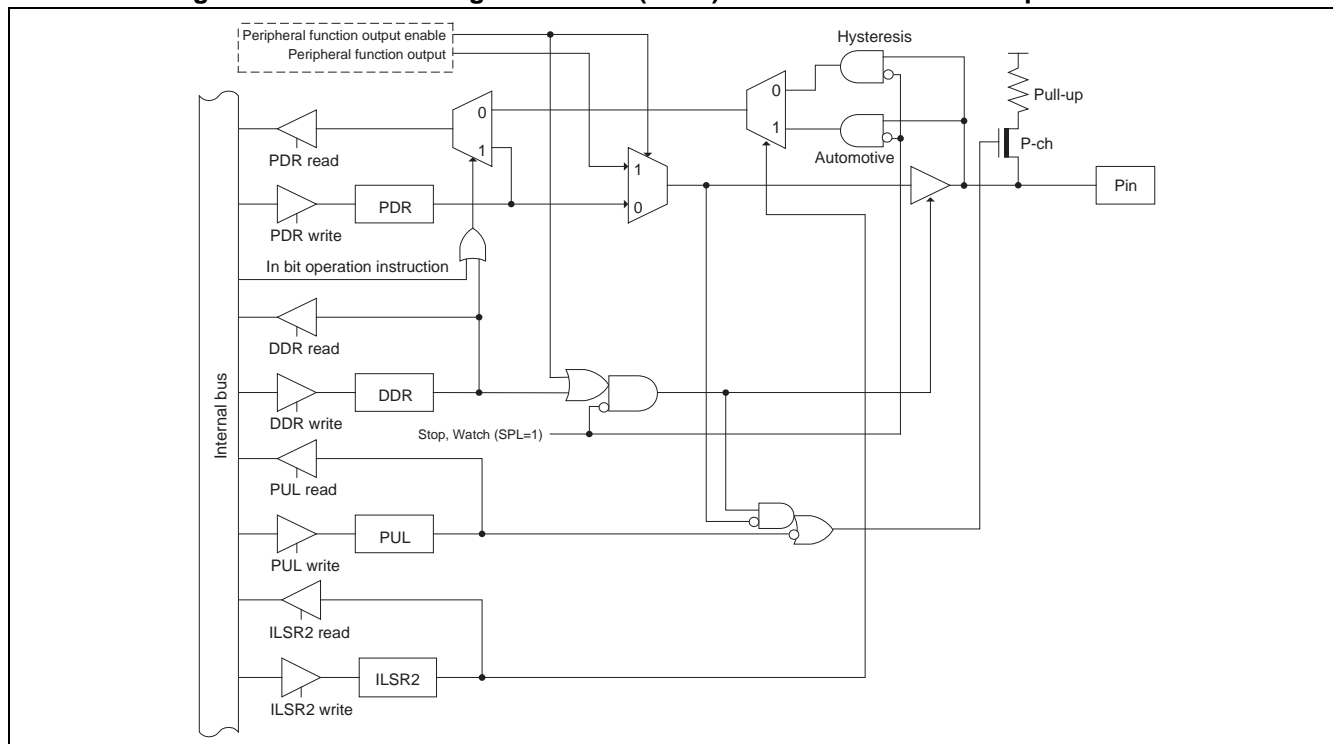 Peripheral function output enable
Peripheral function output
Hysteresis
Pull-up
0
1
0
1
P-ch
Automotive
PDR read
1
0
Pin
PDR
PDR write
In bit operation instruction
DDR read
DDR
DDR write
Stop, Watch (SPL=1)
Internal bus
PUL read
PUL
PUL write
ILSR2 read
ILSR2
ILSR2 write